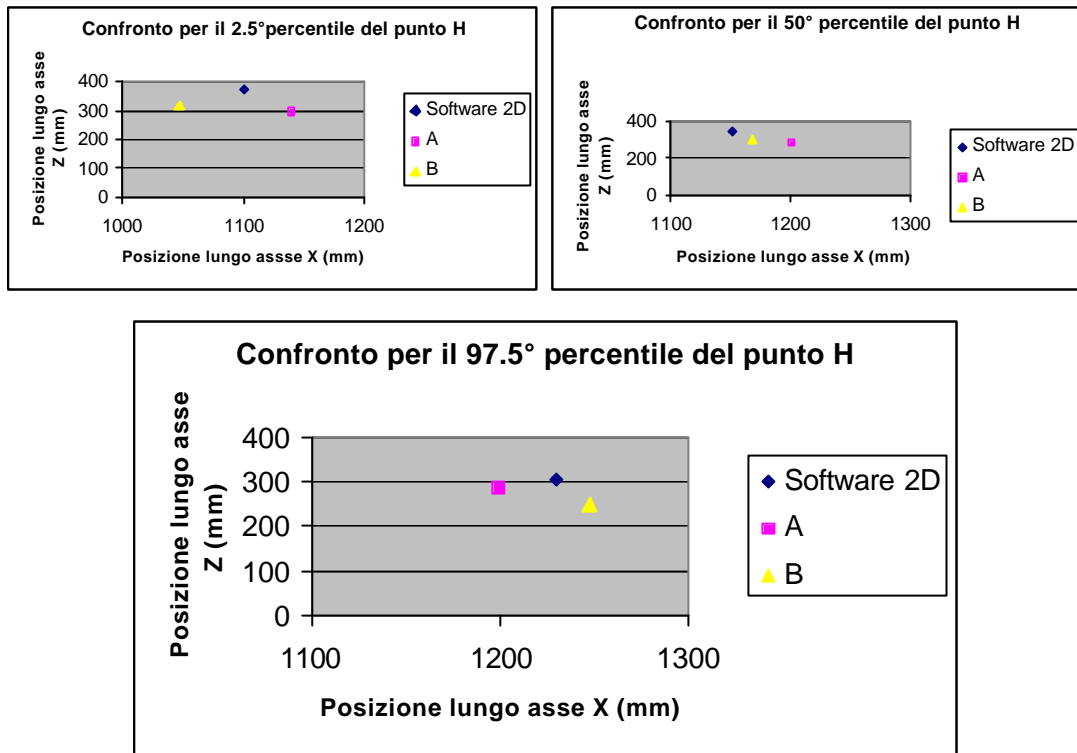 Confronto per il 2.5°percentile del punto H
Posizione lungo asse
Z (mm)
400
300
200
100
0
1000
1100
1200
Posizione lungo assse X (mm)
Software 2D
A
B
Confronto per il 50° percentile del punto H
Posizione lungo asse
Z (mm)
400
200
0
1100
1200
1300
Posizione lungo asse X (mm)
Software 2D
A
B
Confronto per il 97.5° percentile del punto H
Posizione lungo asse
Z (mm)
400
300
200
100
0
1100
1200
1300
Posizione lungo asse X (mm)
Software 2D
A
B